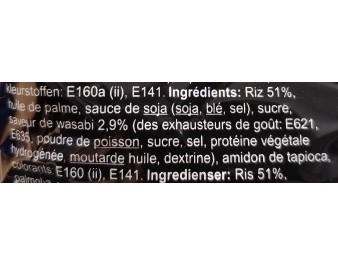 kleurstoffen: E160a (ii), E141. Ingrédients: Riz 51%,
huile de palme, sauce de soja (soja, blé, sel), sucre,
saveur de wasabi 2,9% (des exhausteurs de goût: E621,
E635, poudre de poisson, sucre, sel, protéine végétale
hydrogénée, moutarde huile, dextrine), amidon de tapioca,
colorants: E160 (ii), E141. Ingredienser: Ris 51%,